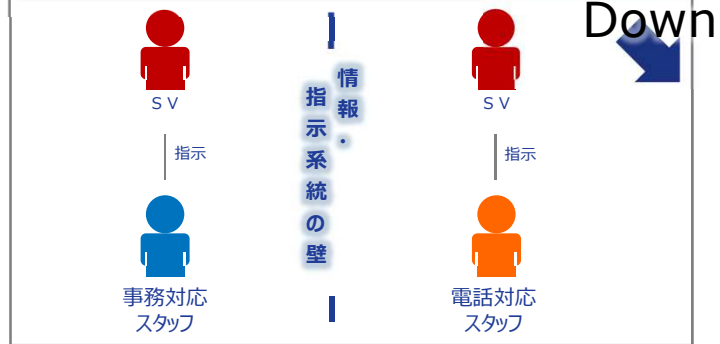 Down
ＳＶ
指示
事務対応
スタッフ
情報・
指示系統の壁
ＳＶ
指示
電話対応
スタッフ